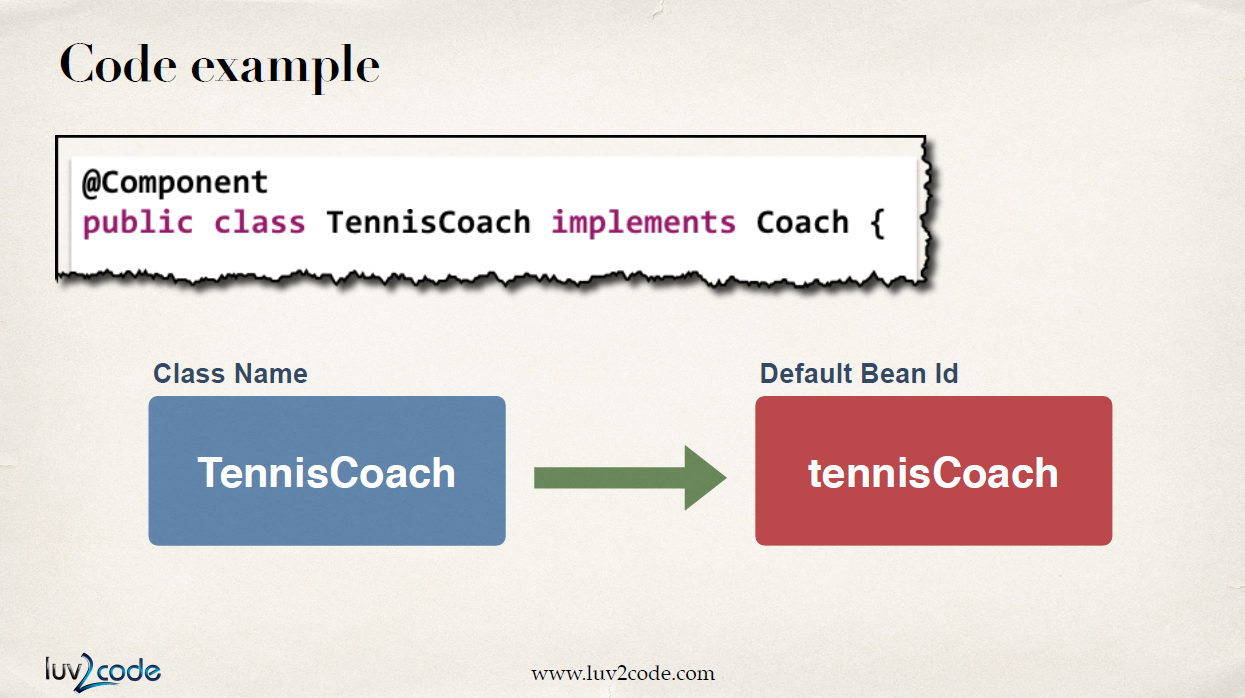 Code example
@Component
public class TennisCoach implements Coach {
Class Name
Default Bean Id
TennisCoach
tennisCoach
luv2code
www.luv2code.com